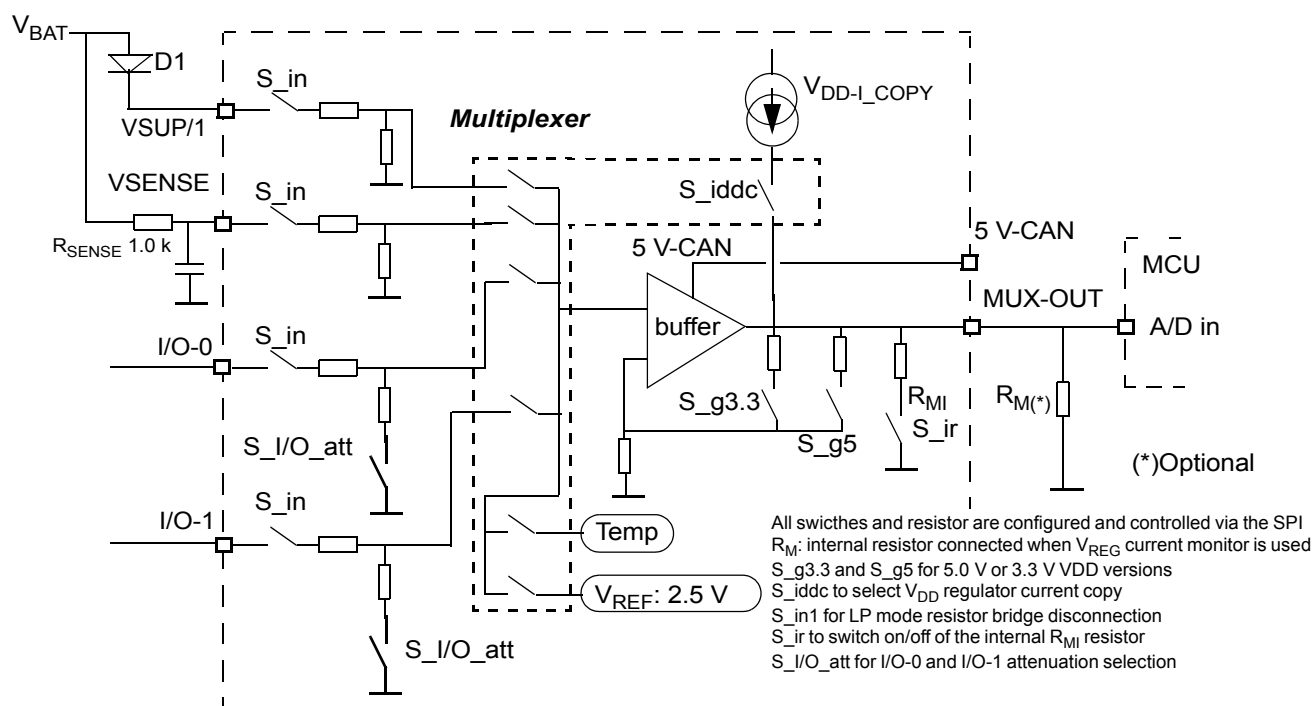 VBAT
D1
S_in
VSUP/1
Multiplexer
VDD-I_COPY
VSENSE
S_in
S_iddc
RSENSE 1.0 k
5 V-CAN
5 V-CAN
MCU
MUX-OUT
buffer
A/D in
I/O-0
S_in
S_g3.3
S_g5
RMI
S_ir
RM(*)
S_I/O_att
(*)Optional
I/O-1
S_in
Temp
VREF: 2.5 V
S_I/O_att
All swicthes and resistor are configured and controlled via the SPI
RM: internal resistor connected when VREG current monitor is used
S_g3.3 and S_g5 for 5.0 V or 3.3 V VDD versions
S_iddc to select VDD regulator current copy
S_in1 for LP mode resistor bridge disconnection
S_ir to switch on/off of the internal RMI resistor
S_I/O_att for I/O-0 and I/O-1 attenuation selection